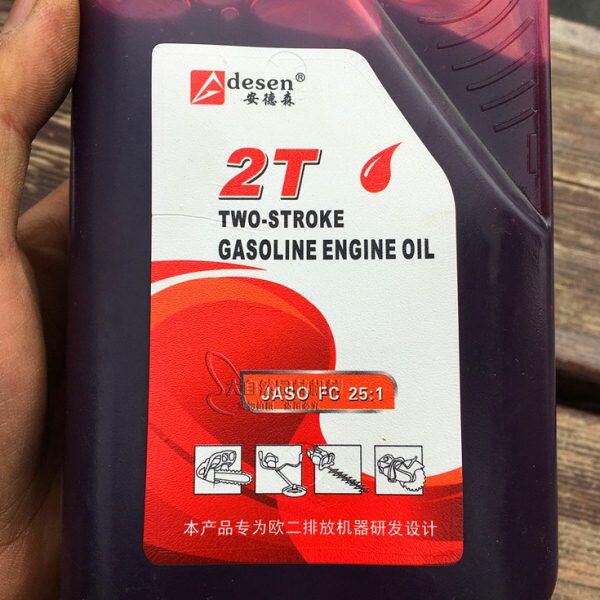 Adesen®
安德森
2T
TWO-STROKE
GASOLINE ENGINE OIL
JASO FC 25:1
本产品专为欧二排放机器研发设计